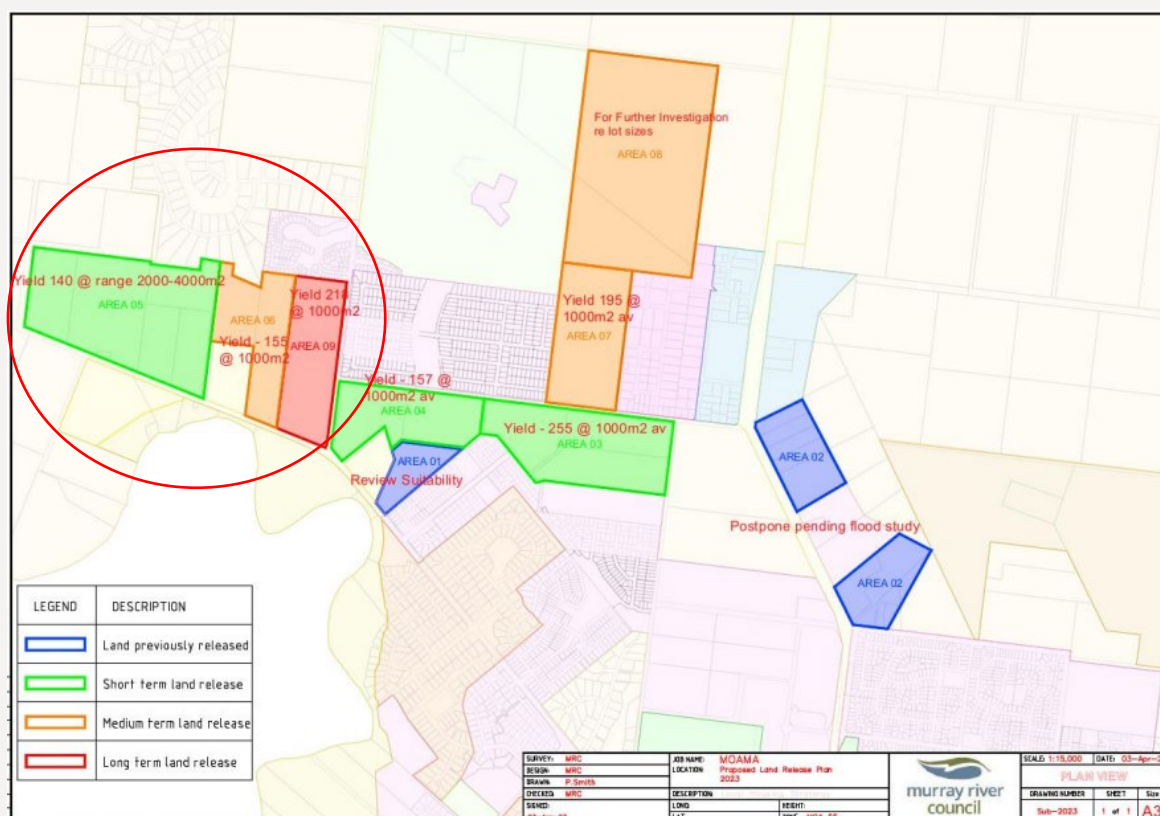 For Further Investigation
re lot sizes
AREA 08
Yield 140 @ range 2000-4000m2
AREA 05
AREA 06
Yield - 155
@ 1000m2
Yield 218
@ 1000m2
AREA 09
Yield 195 @
1000m2 av
AREA 07
Yield - 157 @
1000m2 av
AREA 04
Yield - 255 @ 1000m2 av
AREA 03
AREA 01
Review Suitability
AREA 02
Postpone pending flood study
AREA 02
LEGEND DESCRIPTION
Land previously released
Short term land release
Medium term land release
Long term land release
SURVEY: MRC
DESIGN: MRC
DRAWN: P.Smith
CHECKED: MRC
SIGNED:
JOB NAME: MOAMA
LOCATION Proposed Land Release Plan
2023
DESCRIPTION
LONG HEIGHT:
murray river
council
SCALE: 1:15,000 DATE: 03-Apr-2
PLAN VIEW
DRAWING NUMBER SHEET Size
Sub-2023 1 of 1 A3